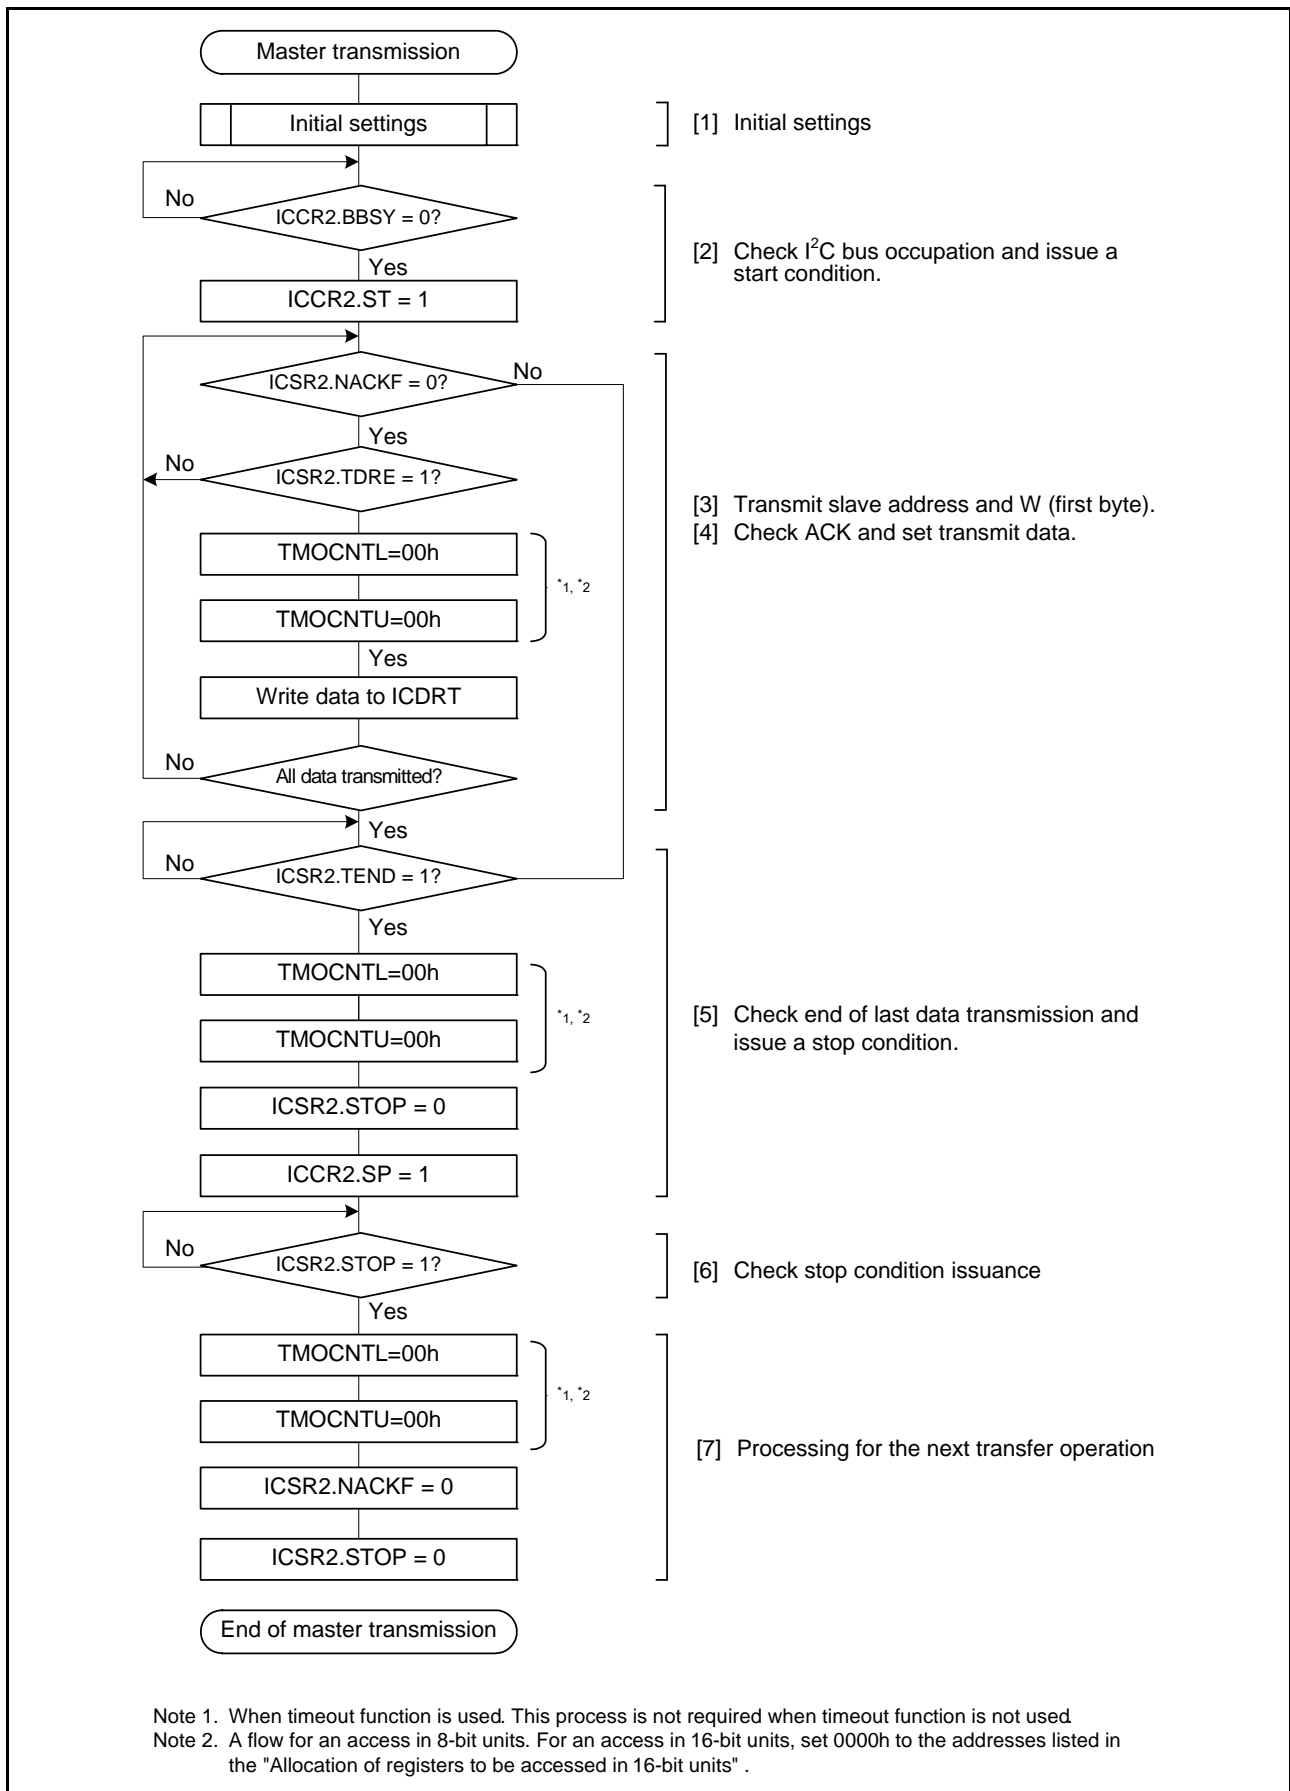 Master transmission
Initial settings
[1] Initial settings
No
ICCR2.BBSY = 0?
Yes
[2] Check I²C bus occupation and issue a
start condition.
ICCR2.ST = 1
ICSR2.NACKF = 0?
No
Yes
No
ICSR2.TDRE = 1?
[3] Transmit slave address and W (first byte).
[4] Check ACK and set transmit data.
TMOCNTL=00h
*1, *2
TMOCNTU=00h
Yes
Write data to ICDRT
No
All data transmitted?
Yes
No
ICSR2.TEND = 1?
Yes
TMOCNTL=00h
*1, *2
TMOCNTU=00h
[5] Check end of last data transmission and
issue a stop condition.
ICSR2.STOP = 0
ICCR2.SP = 1
No
ICSR2.STOP = 1?
[6] Check stop condition issuance
Yes
TMOCNTL=00h
*1, *2
TMOCNTU=00h
[7] Processing for the next transfer operation
ICSR2.NACKF = 0
ICSR2.STOP = 0
End of master transmission
Note 1. When timeout function is used. This process is not required when timeout function is not used.
Note 2. A flow for an access in 8-bit units. For an access in 16-bit units, set 0000h to the addresses listed in
the "Allocation of registers to be accessed in 16-bit units" .